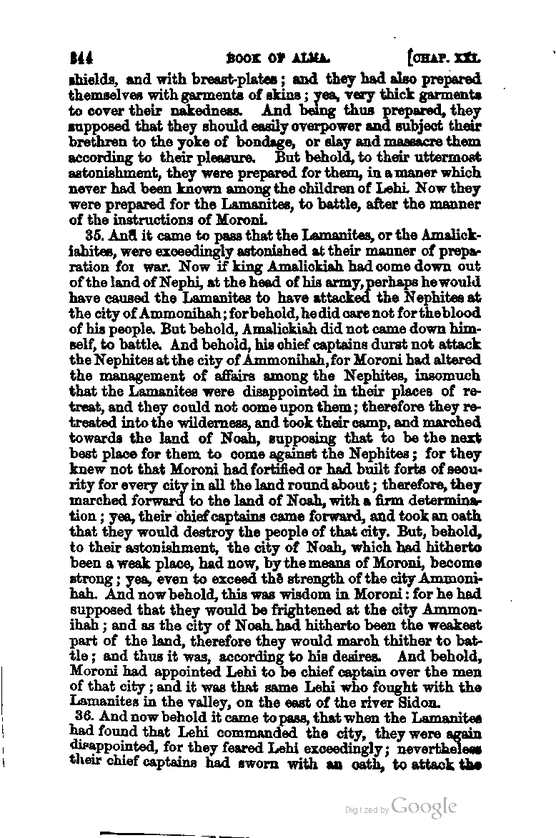 344 BOOK OF ALMA. [CHAP. XXI.
shields, and with breast-plates; and they had also prepared
themselves with garments of skins; yea, very thick garments
to cover their nakedness. And being thus prepared, they
supposed that they should easily overpower and subject their
brethren to the yoke of bondage, or slay and massacre them
according to their pleasure. But behold, to their uttermost
astonishment, they were prepared for them, in a maner which
never had been known among the children of Lehi. Now they
were prepared for the Lamanites, to battle, after the manner
of the instructions of Moroni.
35. And it came to pass that the Lamanites, or the Amalick-
iahites, were exceedingly astonished at their manner of prepa-
ration for war. Now if king Amalickiah had come down out
of the land of Nephi, at the head of his army, perhaps he would
have caused the Lamanites to have attacked the Nephites at
the city of Ammonihah; for behold, he did care not for the blood
of his people. But behold, Amalickiah did not came down him-
self, to battle. And behold, his chief captains durst not attack
the Nephites at the city of Ammonihah, for Moroni had altered
the management of affairs among the Nephites, insomuch
that the Lamanites were disappointed in their places of re-
treat, and they could not come upon them; therefore they re-
treated into the wilderness, and took their camp, and marched
towards the land of Noah, supposing that to be the next
best place for them to come against the Nephites; for they
knew not that Moroni had fortified or had built forts of secu-
rity for every city in all the land round about; therefore, they
marched forward to the land of Noah, with a firm determina-
tion; yea, their chief captains came forward, and took an oath
that they would destroy the people of that city. But, behold,
to their astonishment, the city of Noah, which had hitherto
been a weak place, had now, by the means of Moroni, become
strong; yea, even to exceed the strength of the city Ammoni-
hah. And now behold, this was wisdom in Moroni: for he had
supposed that they would be frightened at the city Ammon-
ihah; and as the city of Noah had hitherto been the weakest
part of the land, therefore they would march thither to bat-
tle; and thus it was, according to his desires. And behold,
Moroni had appointed Lehi to be chief captain over the men
of that city; and it was that same Lehi who fought with the
Lamanites in the valley, on the east of the river Sidon.
36. And now behold it came to pass, that when the Lamanites
had found that Lehi commanded the city, they were again
disappointed, for they feared Lehi exceedingly; nevertheless
their chief captains had sworn with an oath, to attack the
Digitized by Google